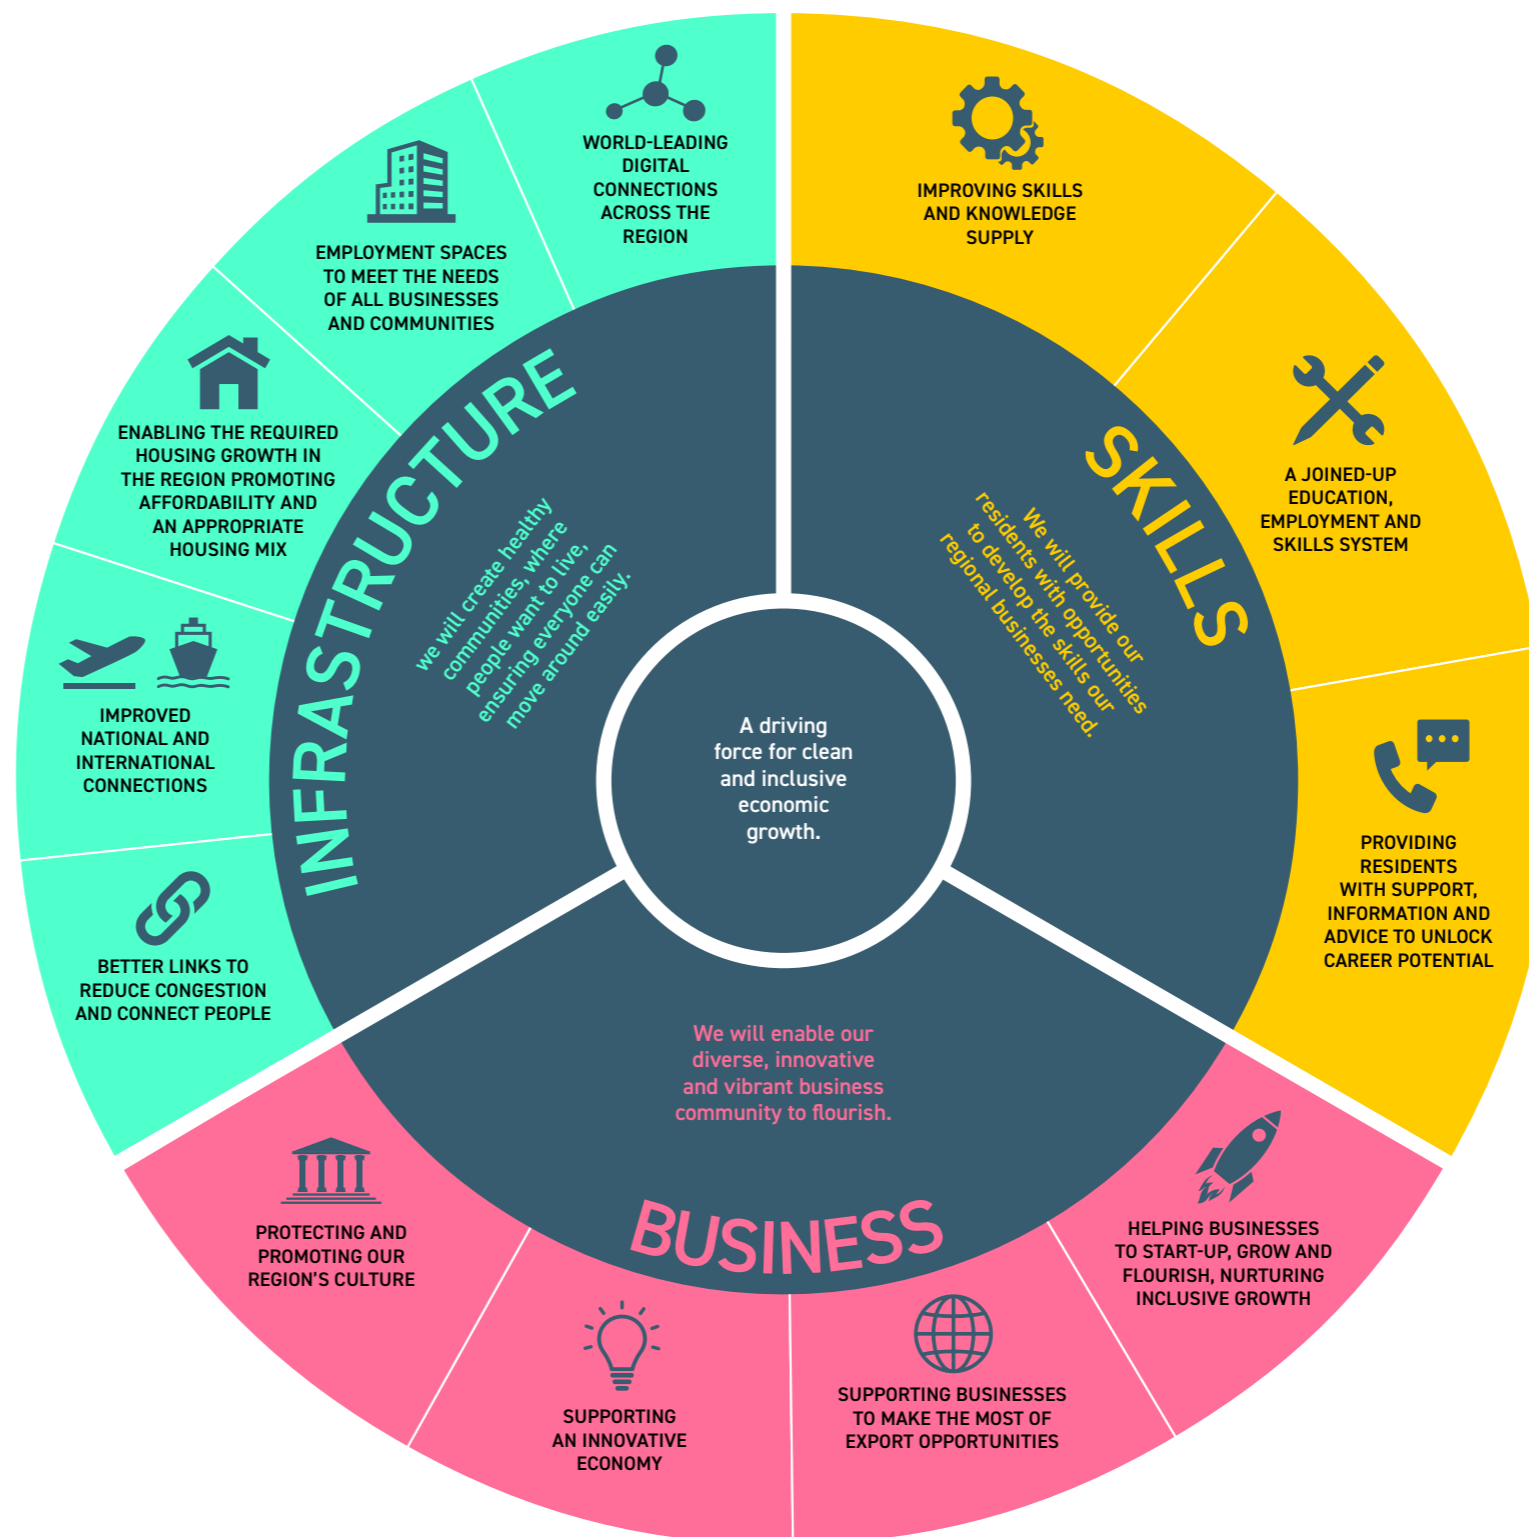 WORLD-LEADING
DIGITAL
CONNECTIONS
ACROSS THE
REGION
EMPLOYMENT SPACES
TO MEET THE NEEDS
OF ALL BUSINESSES
AND COMMUNITIES
ENABLING THE REQUIRED
HOUSING GROWTH IN
THE REGION PROMOTING
AFFORDABILITY AND
AN APPROPRIATE
HOUSING MIX
IMPROVED
NATIONAL AND
INTERNATIONAL
CONNECTIONS
BETTER LINKS TO
REDUCE CONGESTION
AND CONNECT PEOPLE
INFRASTRUCTURE
we will create healthy
communities, where
people want to live,
ensuring everyone can
move around easily.
IMPROVING SKILLS
AND KNOWLEDGE
SUPPLY
A JOINED-UP
EDUCATION,
EMPLOYMENT AND
SKILLS SYSTEM
PROVIDING
RESIDENTS
WITH SUPPORT,
INFORMATION AND
ADVICE TO UNLOCK
CAREER POTENTIAL
SKILLS
We will provide our
residents with opportunities
to develop the skills our
regional businesses need.
A driving
force for clean
and inclusive
economic
growth.
We will enable our
diverse, innovative
and vibrant business
community to flourish.
BUSINESS
PROTECTING AND
PROMOTING OUR
REGION'S CULTURE
SUPPORTING
AN INNOVATIVE
ECONOMY
SUPPORTING BUSINESSES
TO MAKE THE MOST OF
EXPORT OPPORTUNITIES
HELPING BUSINESSES
TO START-UP, GROW AND
FLOURISH, NURTURING
INCLUSIVE GROWTH